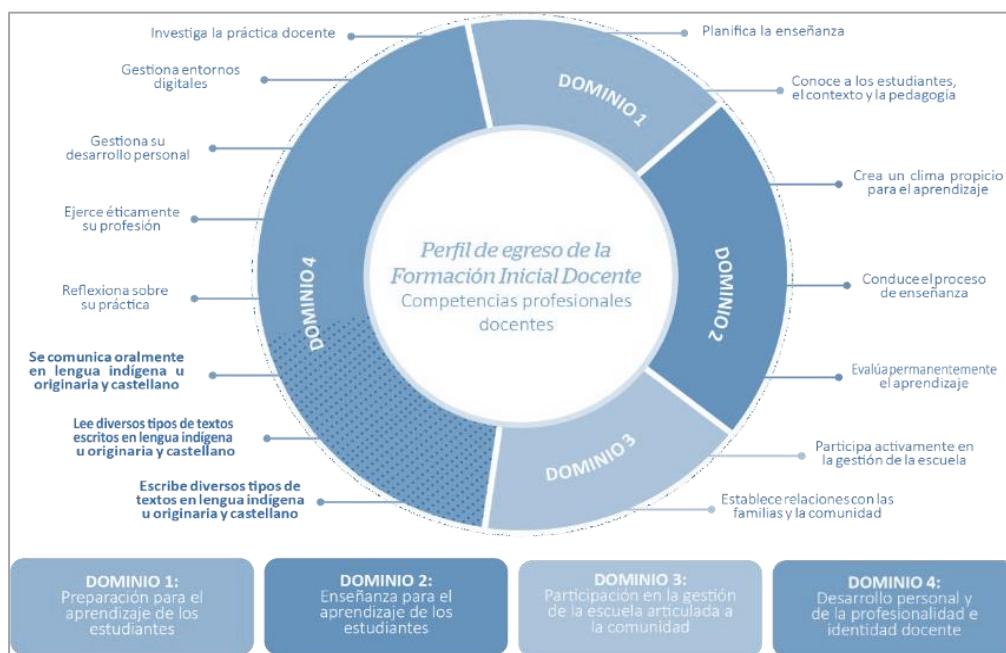 Investiga la práctica docente
Gestiona entornos
digitales
Gestiona su
desarrollo personal
Ejerce éticamente
su profesión
Reflexiona sobre
su práctica
Se comunica oralmente
en lengua indígena u
originaria y castellano
Lee diversos tipos de textos
escritos en lengua indígena
u originaria y castellano
Escribe diversos tipos de
textos en lengua indígena
u originaria y castellano
Planifica la enseñanza
Conoce a los estudiantes,
el contexto y la pedagogía
Crea un clima propicio
para el aprendizaje
Conduce el proceso
de enseñanza
Evalúa permanentemente
el aprendizaje
Participa activamente en
la gestión de la escuela
Establece relaciones con las
familias y la comunidad
DOMINIO 1
DOMINIO 2
DOMINIO 3
DOMINIO 4
Perfil de egreso de la
Formación Inicial Docente
Competencias profesionales
docentes
DOMINIO 1:
Preparación para el
aprendizaje de los
estudiantes
DOMINIO 2:
Enseñanza para el
aprendizaje de los
estudiantes
DOMINIO 3:
Participación en la gestión
de la escuela articulada a
la comunidad
DOMINIO 4:
Desarrollo personal y
de la profesionalidad e
identidad docente